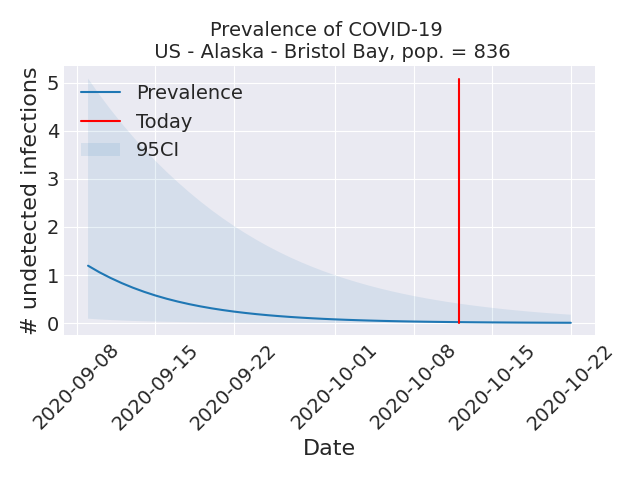 Prevalence of COVID-19
US - Alaska - Bristol Bay, pop. = 836
# undetected infections
5
4
3
2
1
0
Prevalence
Today
95CI
2020-09-08
2020-09-15
2020-09-22
2020-10-01
2020-10-08
2020-10-15
2020-10-22
Date